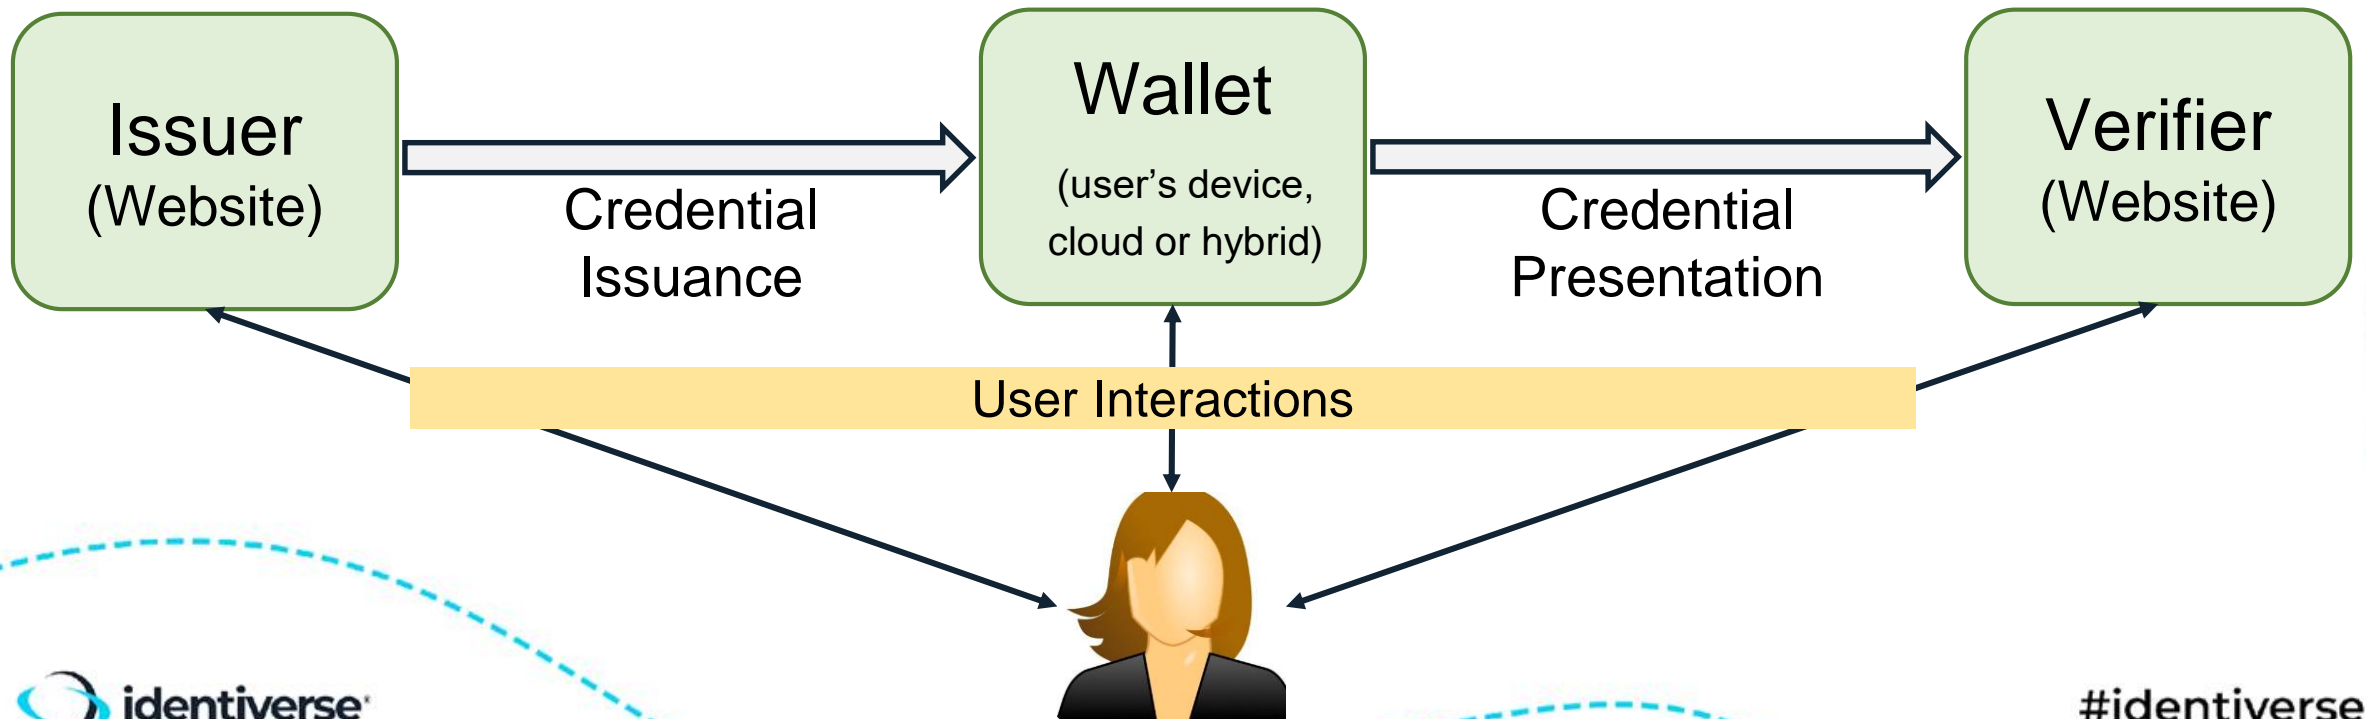 Issuer
(Website)
Credential
Issuance
Wallet
(user’s device,
cloud or hybrid)
Credential
Presentation
Verifier
(Website)
User Interactions
identiverse
#identiverse